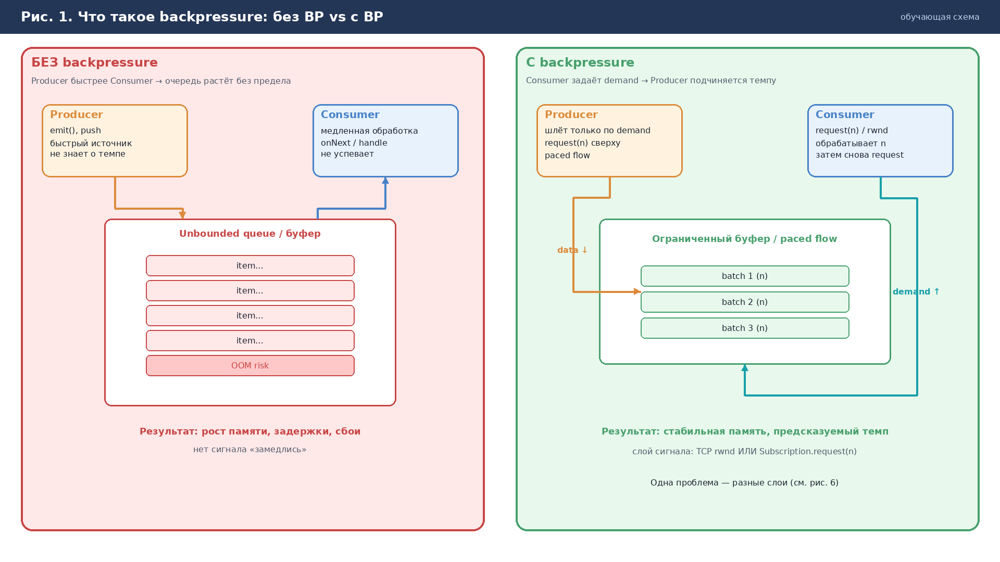 Рис. 1. Что такое backpressure: без BP vs с BP
обучающая схема
БЕЗ backpressure
Producer быстрее Consumer → очередь растёт без предела
Producer
emit(), push
быстрый источник
не знает о темпе
Consumer
медленная обработка
onNext / handle
не успевает
Unbounded queue / буфер
item...
item...
item...
item...
OOM risk
Результат: рост памяти, задержки, сбои
нет сигнала «замедлись»
С backpressure
Consumer задаёт demand → Producer подчиняется темпу
Producer
шлёт только по demand
request(n) сверху
paced flow
Consumer
request(n) / rwnd
обрабатывает n
затем снова request
data ↓
Ограниченный буфер / paced flow
batch 1 (n)
batch 2 (n)
batch 3 (n)
demand ↑
Результат: стабильная память, предсказуемый темп
слой сигнала: TCP rwnd ИЛИ Subscription.request(n)
Одна проблема — разные слои (см. рис. 6)